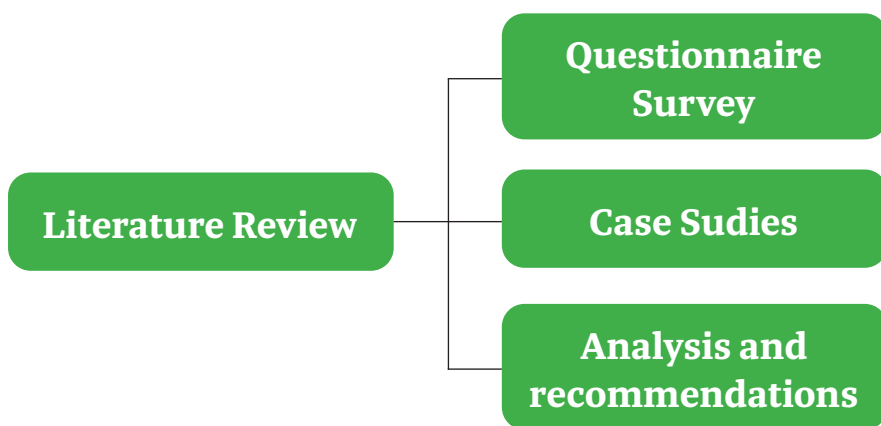 Literature Review
Questionnaire
Survey
Case Sudies
Analysis and
recommendations